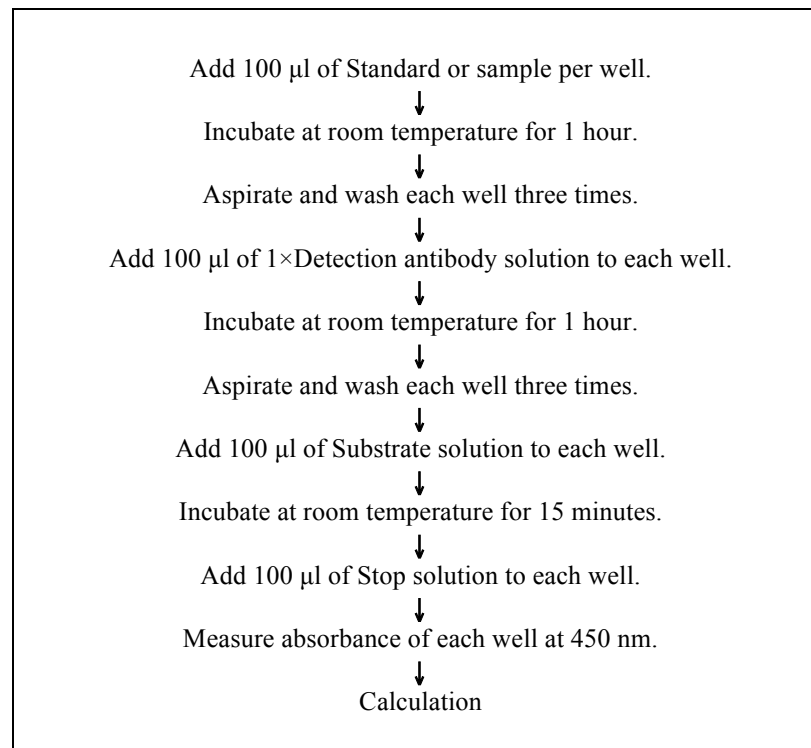 Add 100 μl of Standard or sample per well.
Incubate at room temperature for 1 hour.
Aspirate and wash each well three times.
Add 100 μl of 1×Detection antibody solution to each well.
Incubate at room temperature for 1 hour.
Aspirate and wash each well three times.
Add 100 μl of Substrate solution to each well.
Incubate at room temperature for 15 minutes.
Add 100 μl of Stop solution to each well.
Measure absorbance of each well at 450 nm.
Calculation